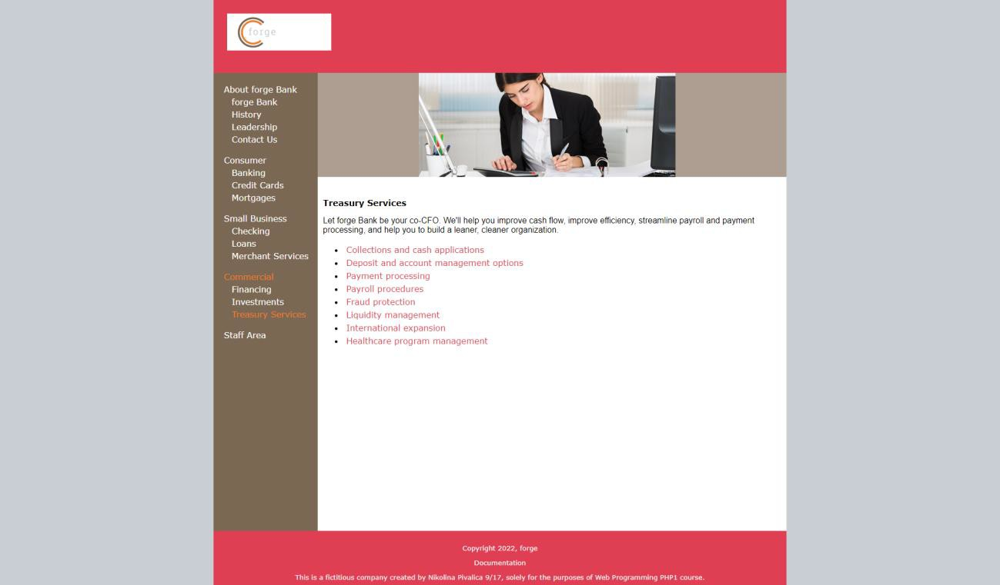 forge
About forge Bank
forge Bank
History
Leadership
Contact Us
Consumer
Banking
Credit Cards
Mortgages
Small Business
Checking
Loans
Merchant Services
Commercial
Financing
Investments
Treasury Services
Staff Area
Treasury Services
Let forge Bank be your co-CFO. We'll help you improve cash flow, improve efficiency, streamline payroll and payment
processing, and help you to build a leaner, cleaner organization.
Collections and cash applications
Deposit and account management options
Payment processing
Payroll procedures
Fraud protection
Liquidity management
International expansion
Healthcare program management
Copyright 2022, forge
Documentation
This is a fictitious company created by Nikolina Pivalica 9/17, solely for the purposes of Web Programming PHP1 course.